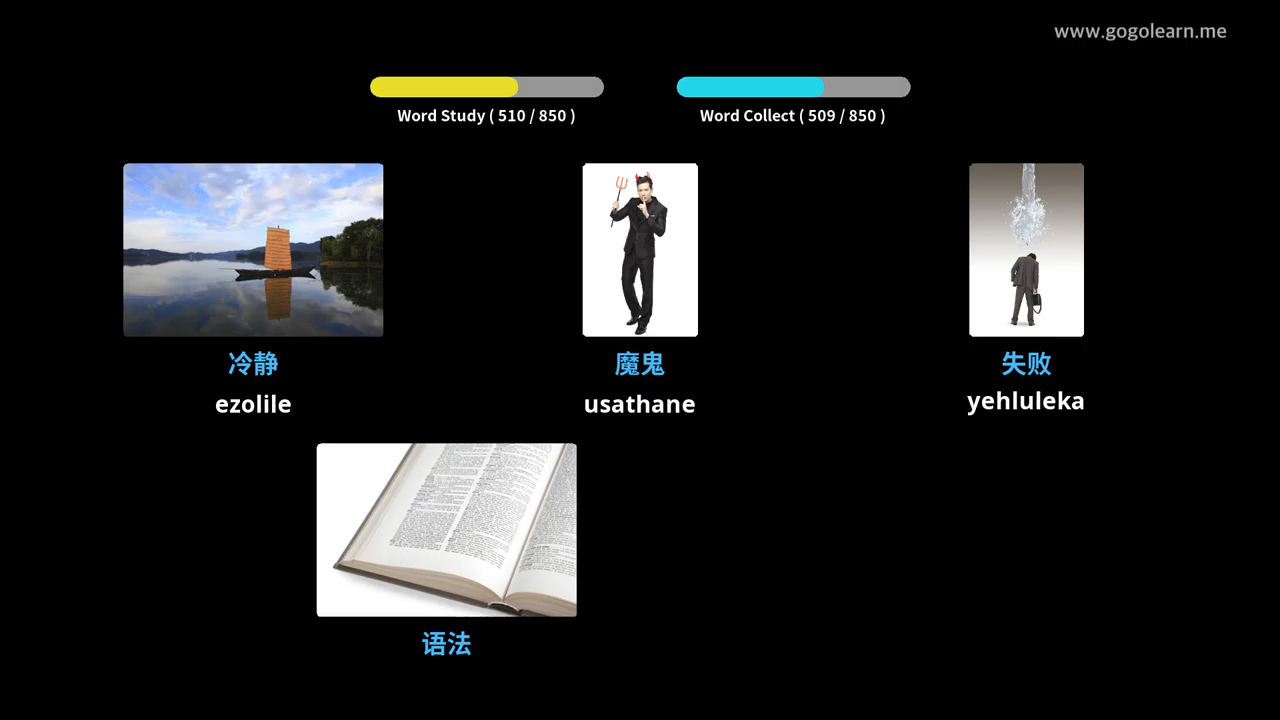 www.gogolearn.me
Word Study ( 510 / 850 )
Word Collect ( 509 / 850 )
冷静
ezolile
魔鬼
usathane
失败
yehluleka
语法